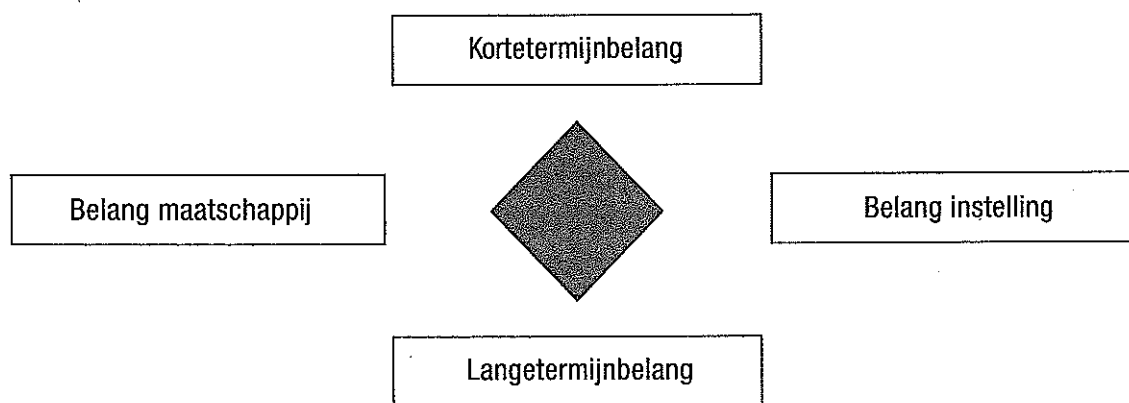 Kortetermijnbelang
Belang maatschappij
Belang instelling
Langetermijnbelang